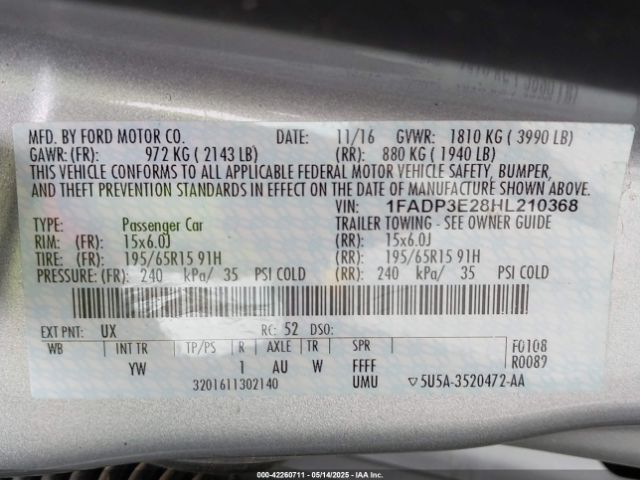 MFD. BY FORD MOTOR CO. DATE: 11/16 GVWR: 1810 KG ( 3990 LB)
GAWR: (FR): 972 KG ( 2143 LB) (RR): 880 KG ( 1940 LB)
THIS VEHICLE CONFORMS TO ALL APPLICABLE FEDERAL MOTOR VEHICLE SAFETY, BUMPER,
AND THEFT PREVENTION STANDARDS IN EFFECT ON THE DATE OF MANUFACTURE SHOWN ABOVE.
VIN: 1FADP3E28HL210368
TYPE: Passenger Car TRAILER TOWING - SEE OWNER GUIDE
RIM: (FR): 15x6.0J (RR): 15x6.0J
TIRE: (FR): 195/65R15 91H (RR): 195/65R15 91H
PRESSURE: (FR): 240 kPa/ 35 PSI COLD (RR): 240 kPa/ 35 PSI COLD
EXT PNT: UX RC: 52 DSO:
WB INT TR TP/PS R AXLE TR SPR F0108
YW 1 AU W FFFF R0089
3201611302140 UMU ▽5U5A-3520472-AA
000-42260711 - 05/14/2025 - IAAHOLDINGS, LLC